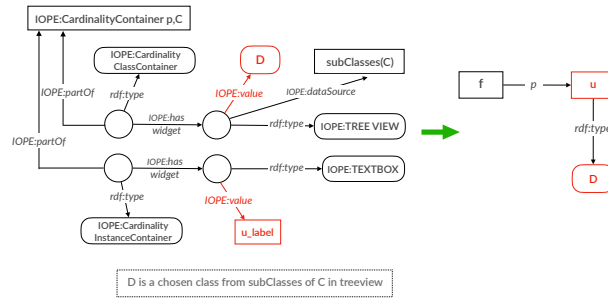 IOPE:CardinalityContainer p,C
IOPE:Cardinality
ClassContainer
D
subClasses(C)
IOPE:partOf
rdf:type
IOPE:value
IOPE:dataSource
IOPE:partOf
IOPE:has
widget
rdf:type
IOPE:TREE VIEW
IOPE:has
widget
rdf:type
IOPE:TEXTBOX
rdf:type
IOPE:value
IOPE:Cardinality
InstanceContainer
u_label
f
p
u
rdf:type
D
D is a chosen class from subClasses of C in treeview